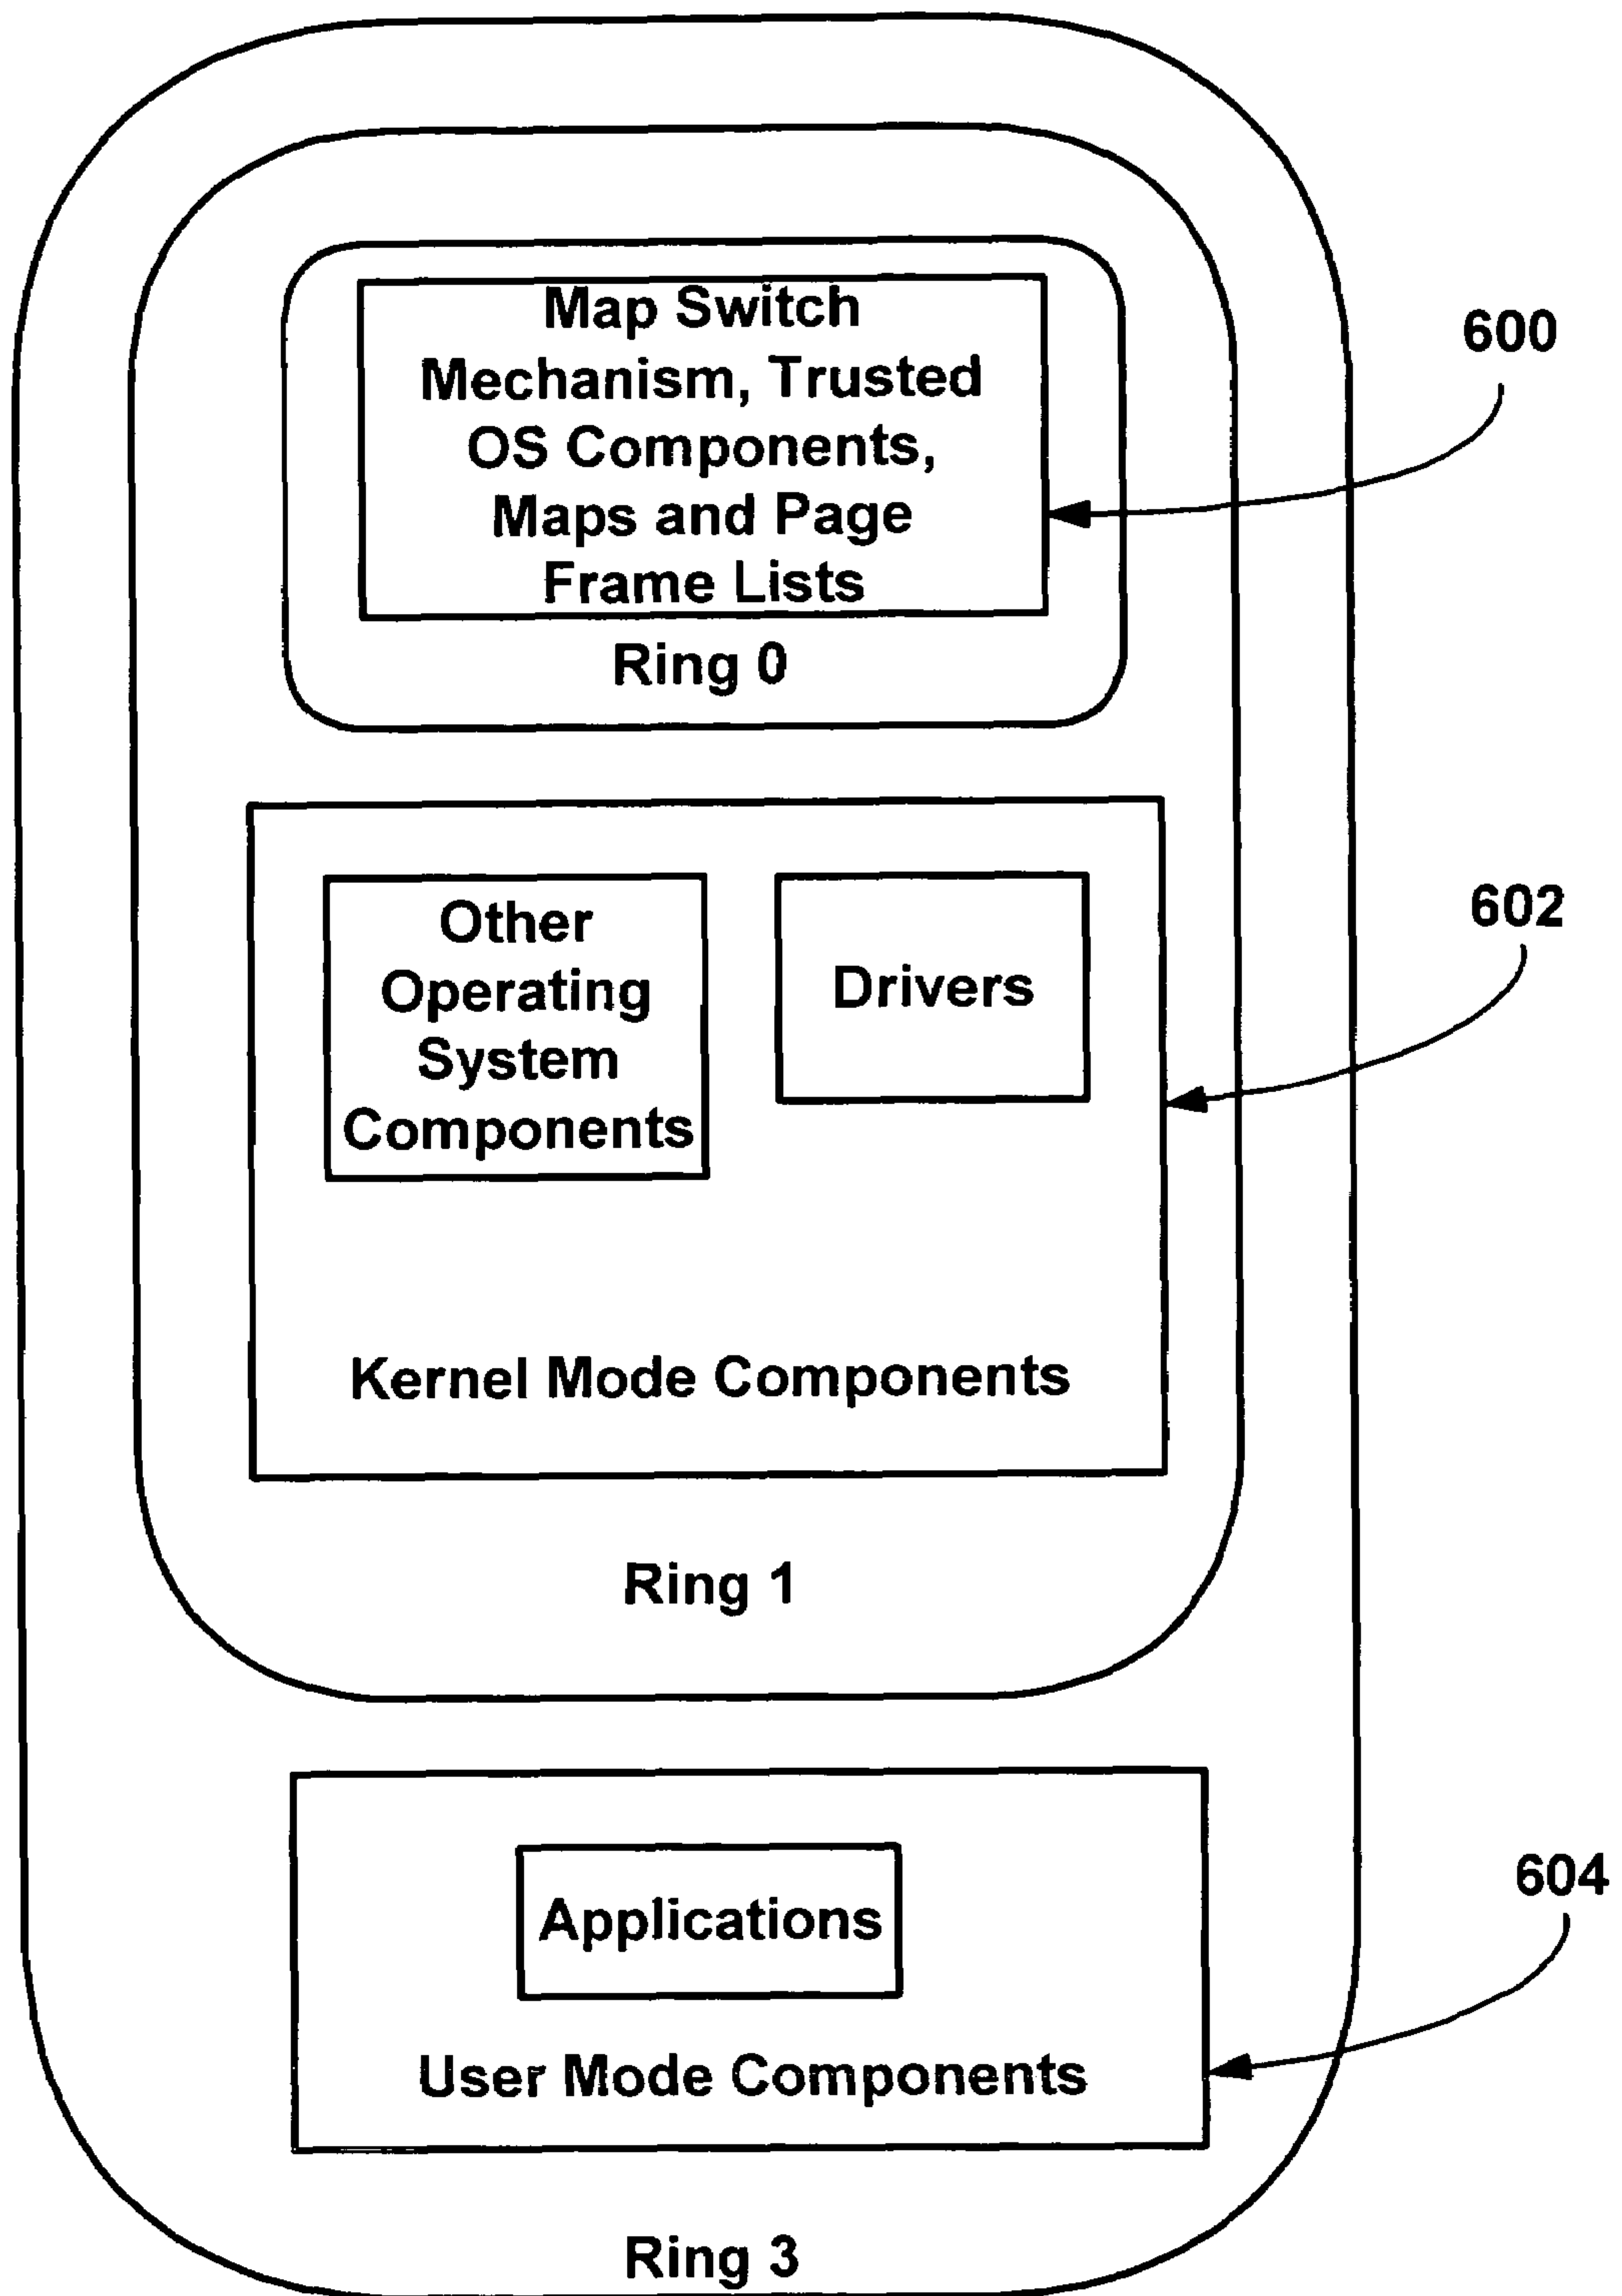 Map Switch
Mechanism, Trusted
OS Components,
Maps and Page
Frame Lists
Ring 0
600
Other
Operating
System
Components
Drivers
Kernel Mode Components
602
Ring 1
Applications
User Mode Components
604
Ring 3